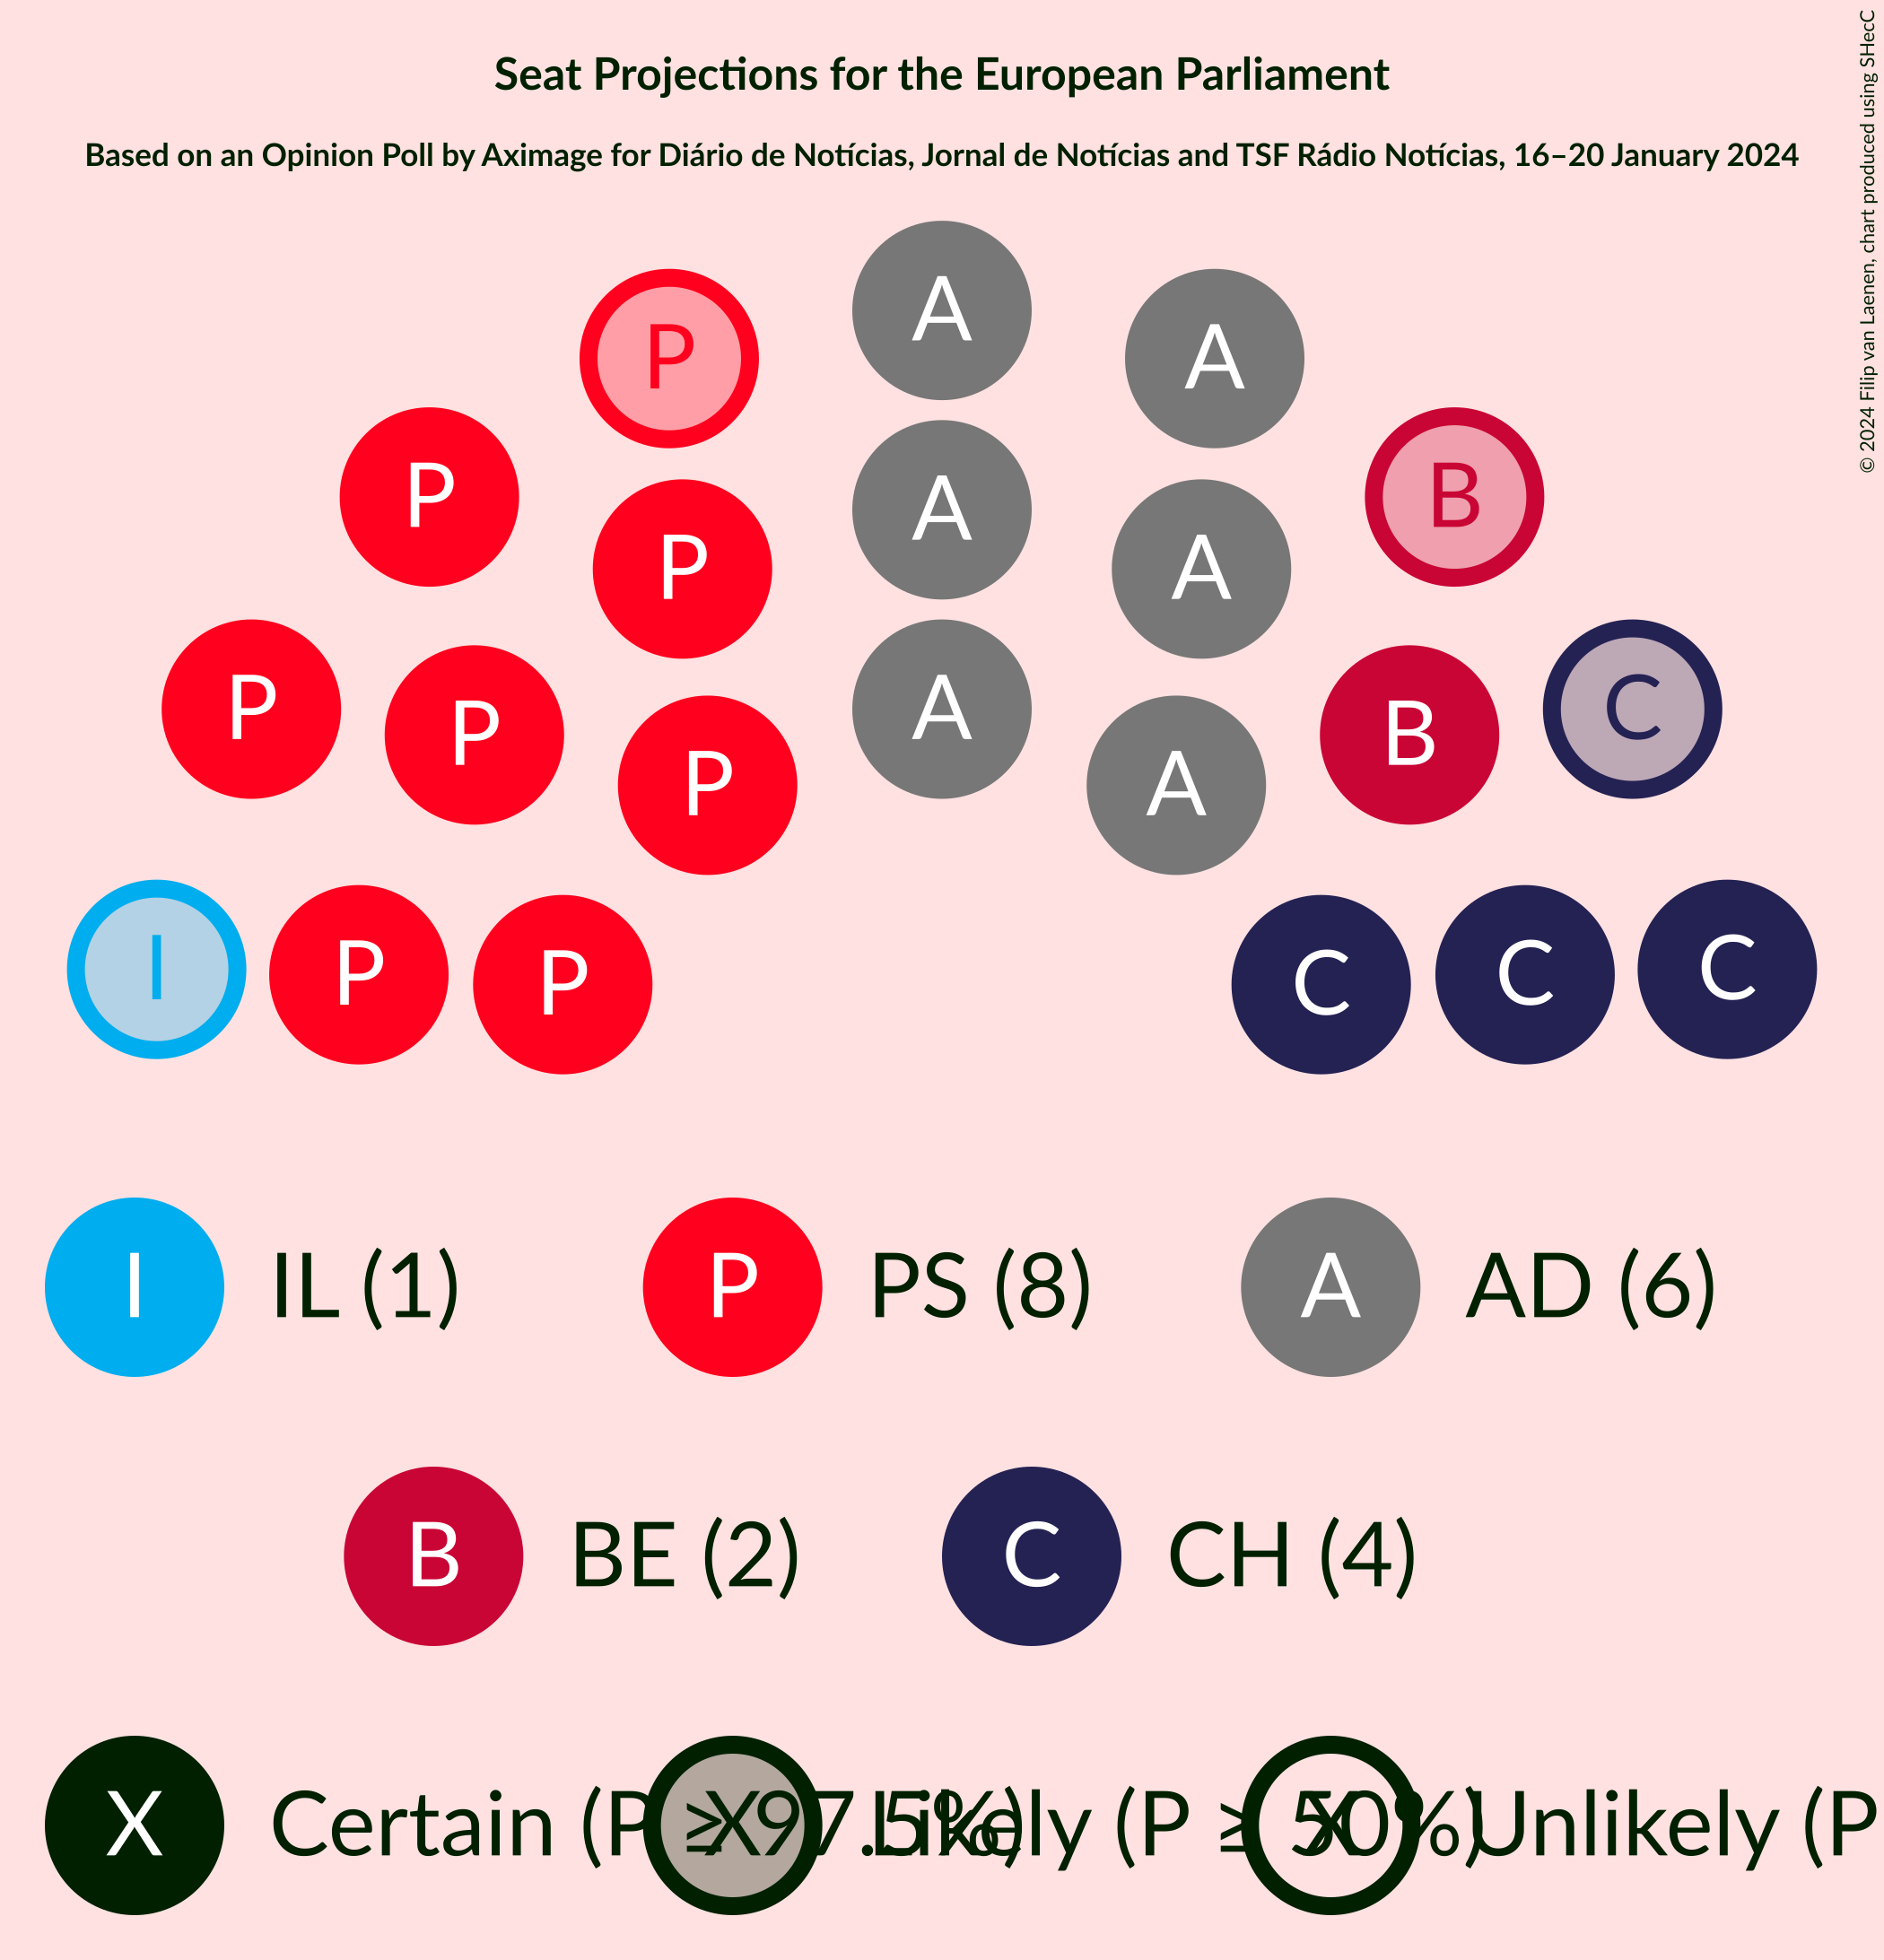 Seat Projections for the European Parliament
Based on an Opinion Poll by Aximage for Diário de Notícias, Jornal de Notícias and TSF Rádio Notícias, 16–20 January 2024
© 2024 Filip van Laenen, chart produced using SHecC
A
P A
P B
A
P A
P A C
P B
P A
I P P C C C
I IL (1) P PS (8) A AD (6)
B BE (2) C CH (4)
X Certain (P ≥ 97.5%) X Likely (P ≥ 50%) X Unlikely (P